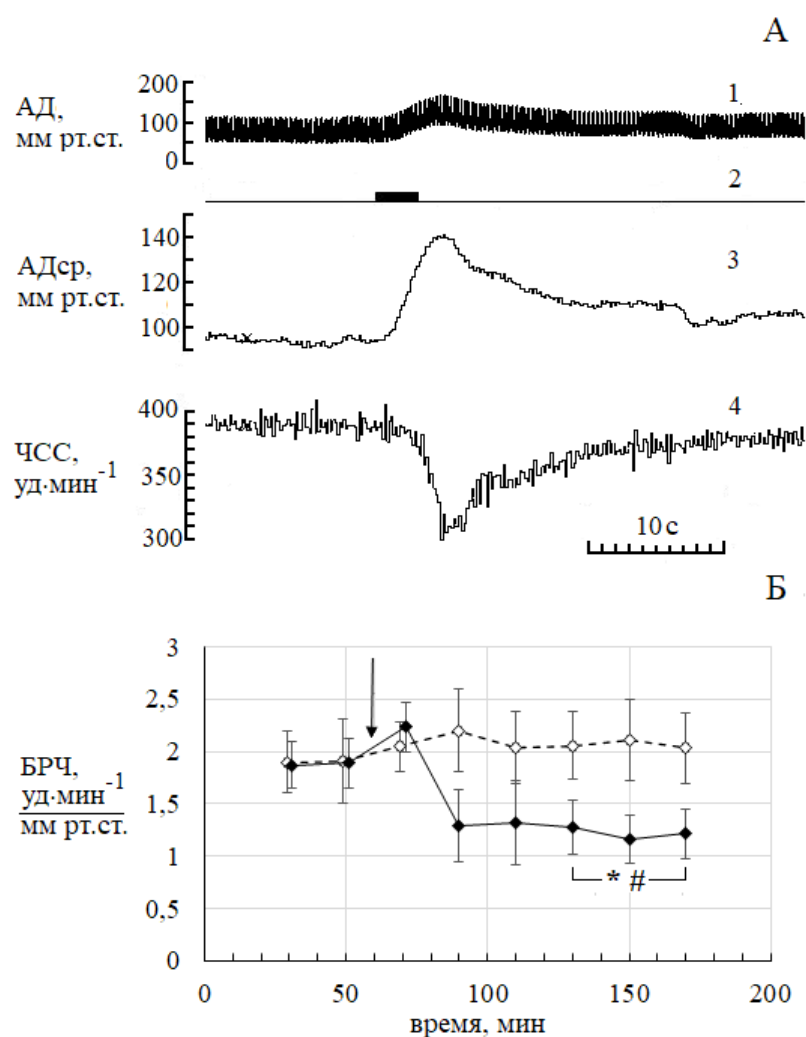 А
АД,
мм рт.ст.
200
100
0
1
2
АДср,
мм рт.ст.
140
120
100
3
ЧСС,
уд·мин⁻¹
400
350
300
4
10 с
Б
БРЧ,
уд·мин⁻¹
мм рт.ст.
3
2,5
2
1,5
1
0,5
0
* #
0 50 100 150 200
время, мин